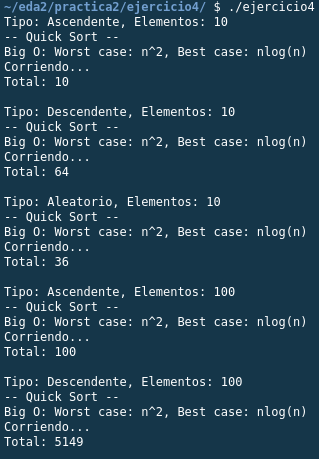 ~/eda2/practica2/ejercicio4/ $ ./ejercicio4
Tipo: Ascendente, Elementos: 10
-- Quick Sort --
Big O: Worst case: n^2, Best case: nlog(n)
Corriendo...
Total: 10
Tipo: Descendente, Elementos: 10
-- Quick Sort --
Big O: Worst case: n^2, Best case: nlog(n)
Corriendo...
Total: 64
Tipo: Aleatorio, Elementos: 10
-- Quick Sort --
Big O: Worst case: n^2, Best case: nlog(n)
Corriendo...
Total: 36
Tipo: Ascendente, Elementos: 100
-- Quick Sort --
Big O: Worst case: n^2, Best case: nlog(n)
Corriendo...
Total: 100
Tipo: Descendente, Elementos: 100
-- Quick Sort --
Big O: Worst case: n^2, Best case: nlog(n)
Corriendo...
Total: 5149